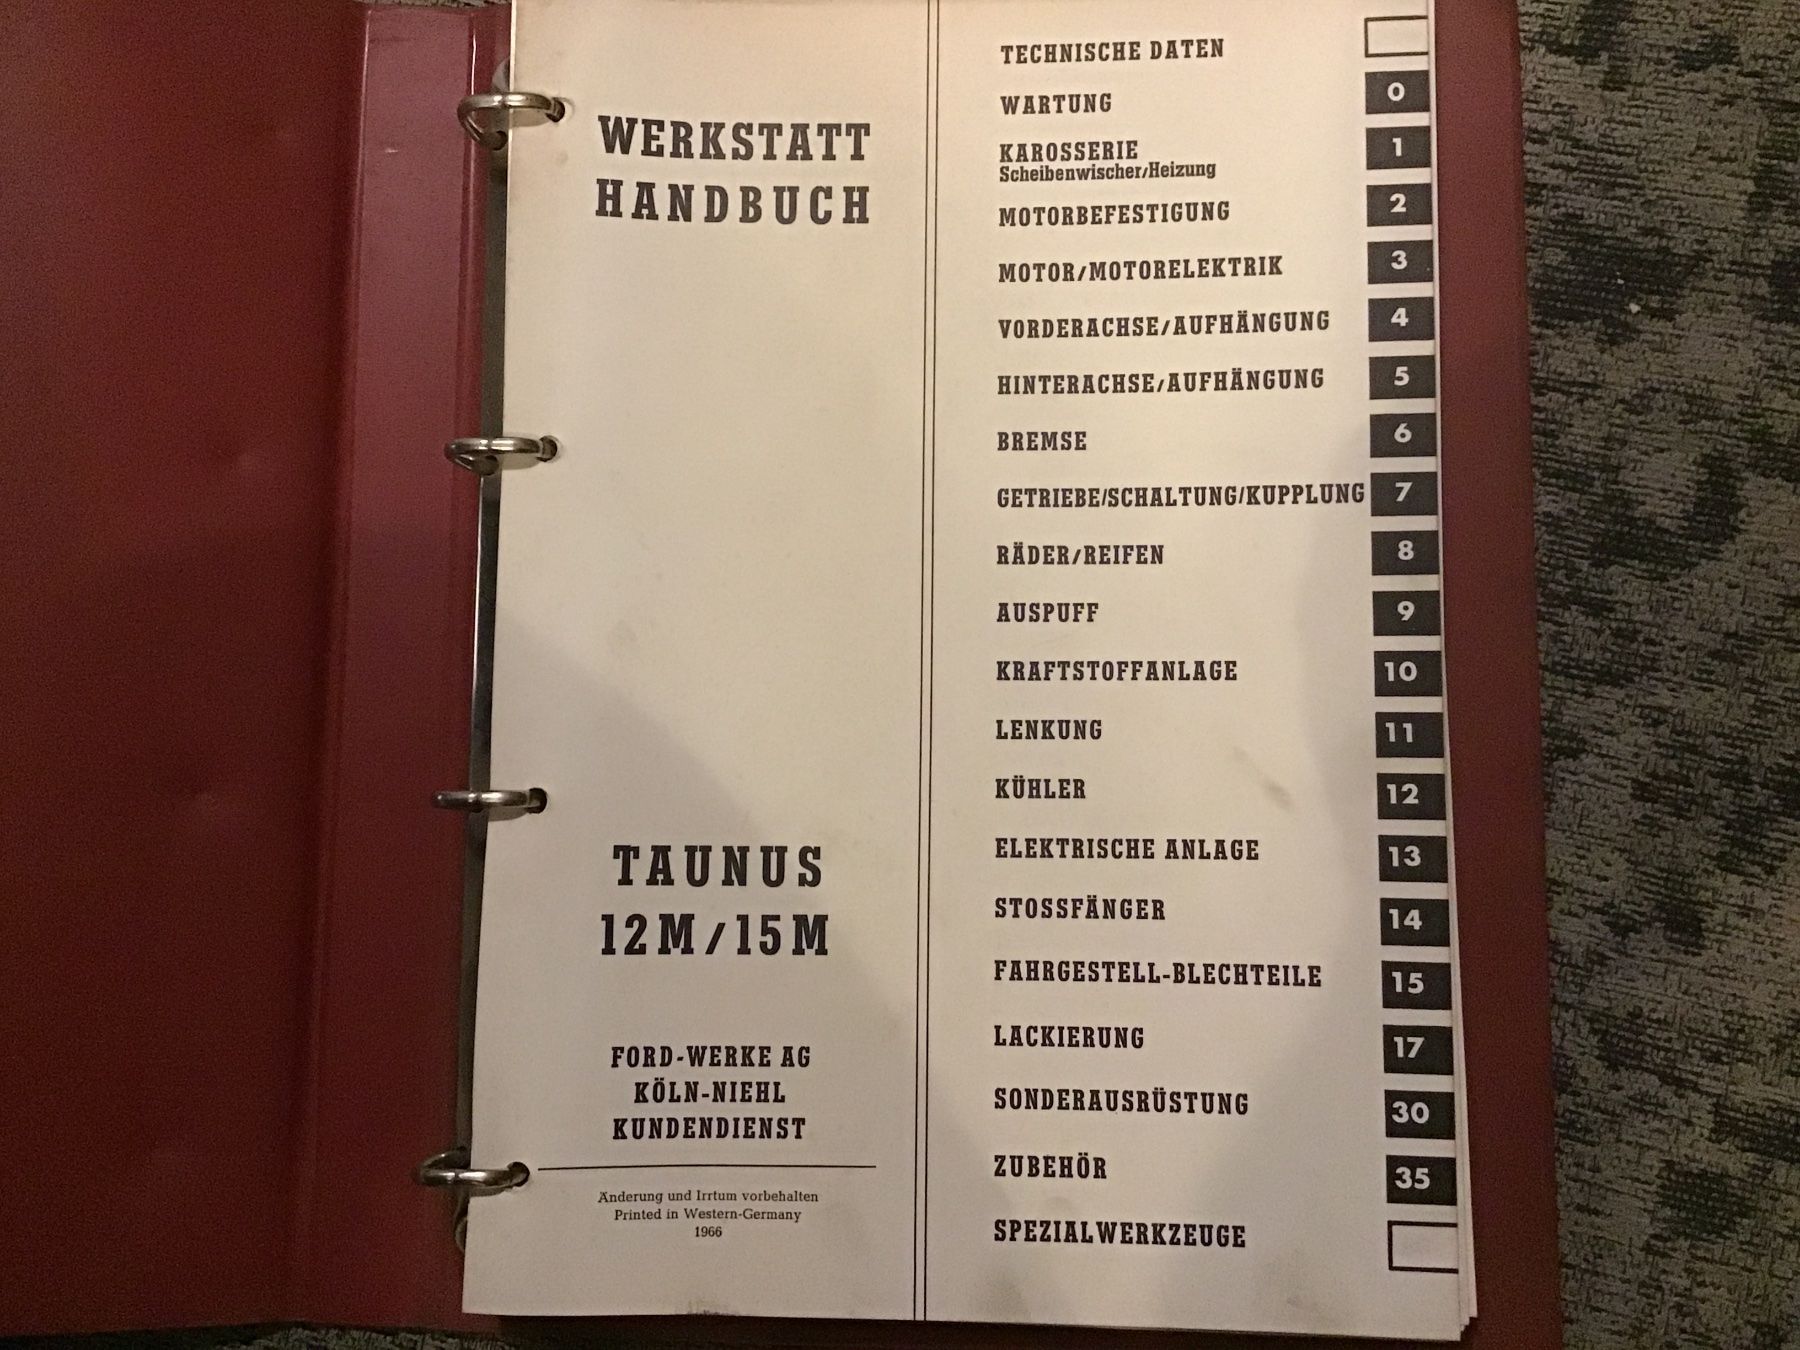 WERKSTATT
HANDBUCH
TAUNUS
12M/15M
FORD-WERKE AG
KÖLN-NIEHL
KUNDENDIENST
Änderung und Irrtum vorbehalten
Printed in Western-Germany
1966
TECHNISCHE DATEN
WARTUNG 0
KAROSSERIE 1
Scheibenwischer/Heizung
MOTORBEFESTIGUNG 2
MOTOR/MOTORELEKTRIK 3
VORDERACHSE/AUFHÄNGUNG 4
HINTERACHSE/AUFHÄNGUNG 5
BREMSE 6
GETRIEBE/SCHALTUNG/KUPPLUNG 7
RÄDER/REIFEN 8
AUSPUFF 9
KRAFTSTOFFANLAGE 10
LENKUNG 11
KÜHLER 12
ELEKTRISCHE ANLAGE 13
STOSSFÄNGER 14
FAHRGESTELL-BLECHTEILE 15
LACKIERUNG 17
SONDERAUSRÜSTUNG 30
ZUBEHÖR 35
SPEZIALWERKZEUGE